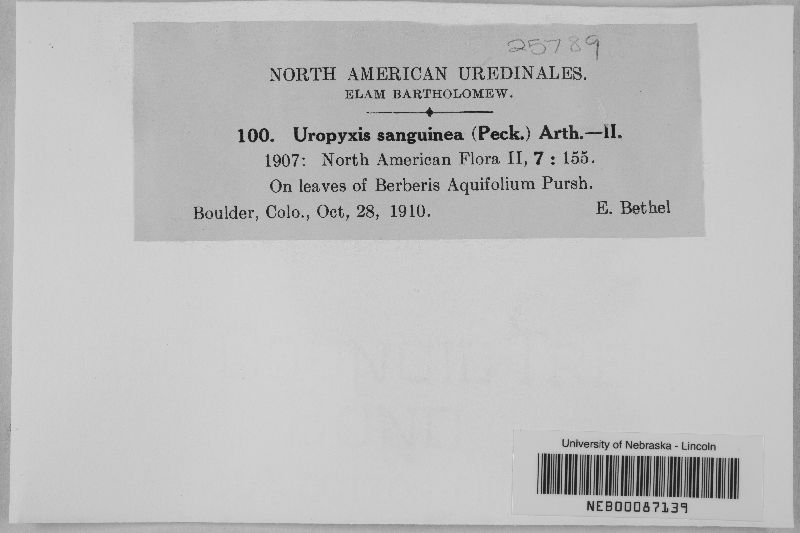 25789
NORTH AMERICAN UREDINALES.
ELAM BARTHOLOMEW.
100. Uropyxis sanguinea (Peck.) Arth.—II.
1907: North American Flora II, 7 : 155.
On leaves of Berberis Aquifolium Pursh.
Boulder, Colo., Oct, 28, 1910. E. Bethel
University of Nebraska - Lincoln
NEB00087139